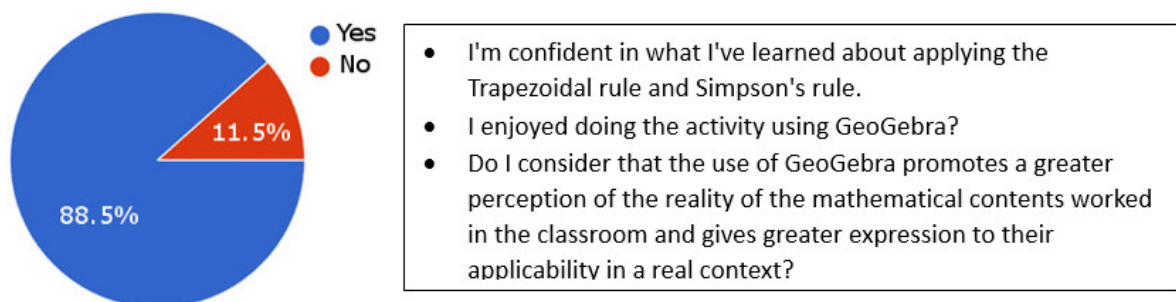 Yes
No
11.5%
88.5%
• I'm confident in what I've learned about applying the
Trapezoidal rule and Simpson's rule.
• I enjoyed doing the activity using GeoGebra?
• Do I consider that the use of GeoGebra promotes a greater
perception of the reality of the mathematical contents worked
in the classroom and gives greater expression to their
applicability in a real context?